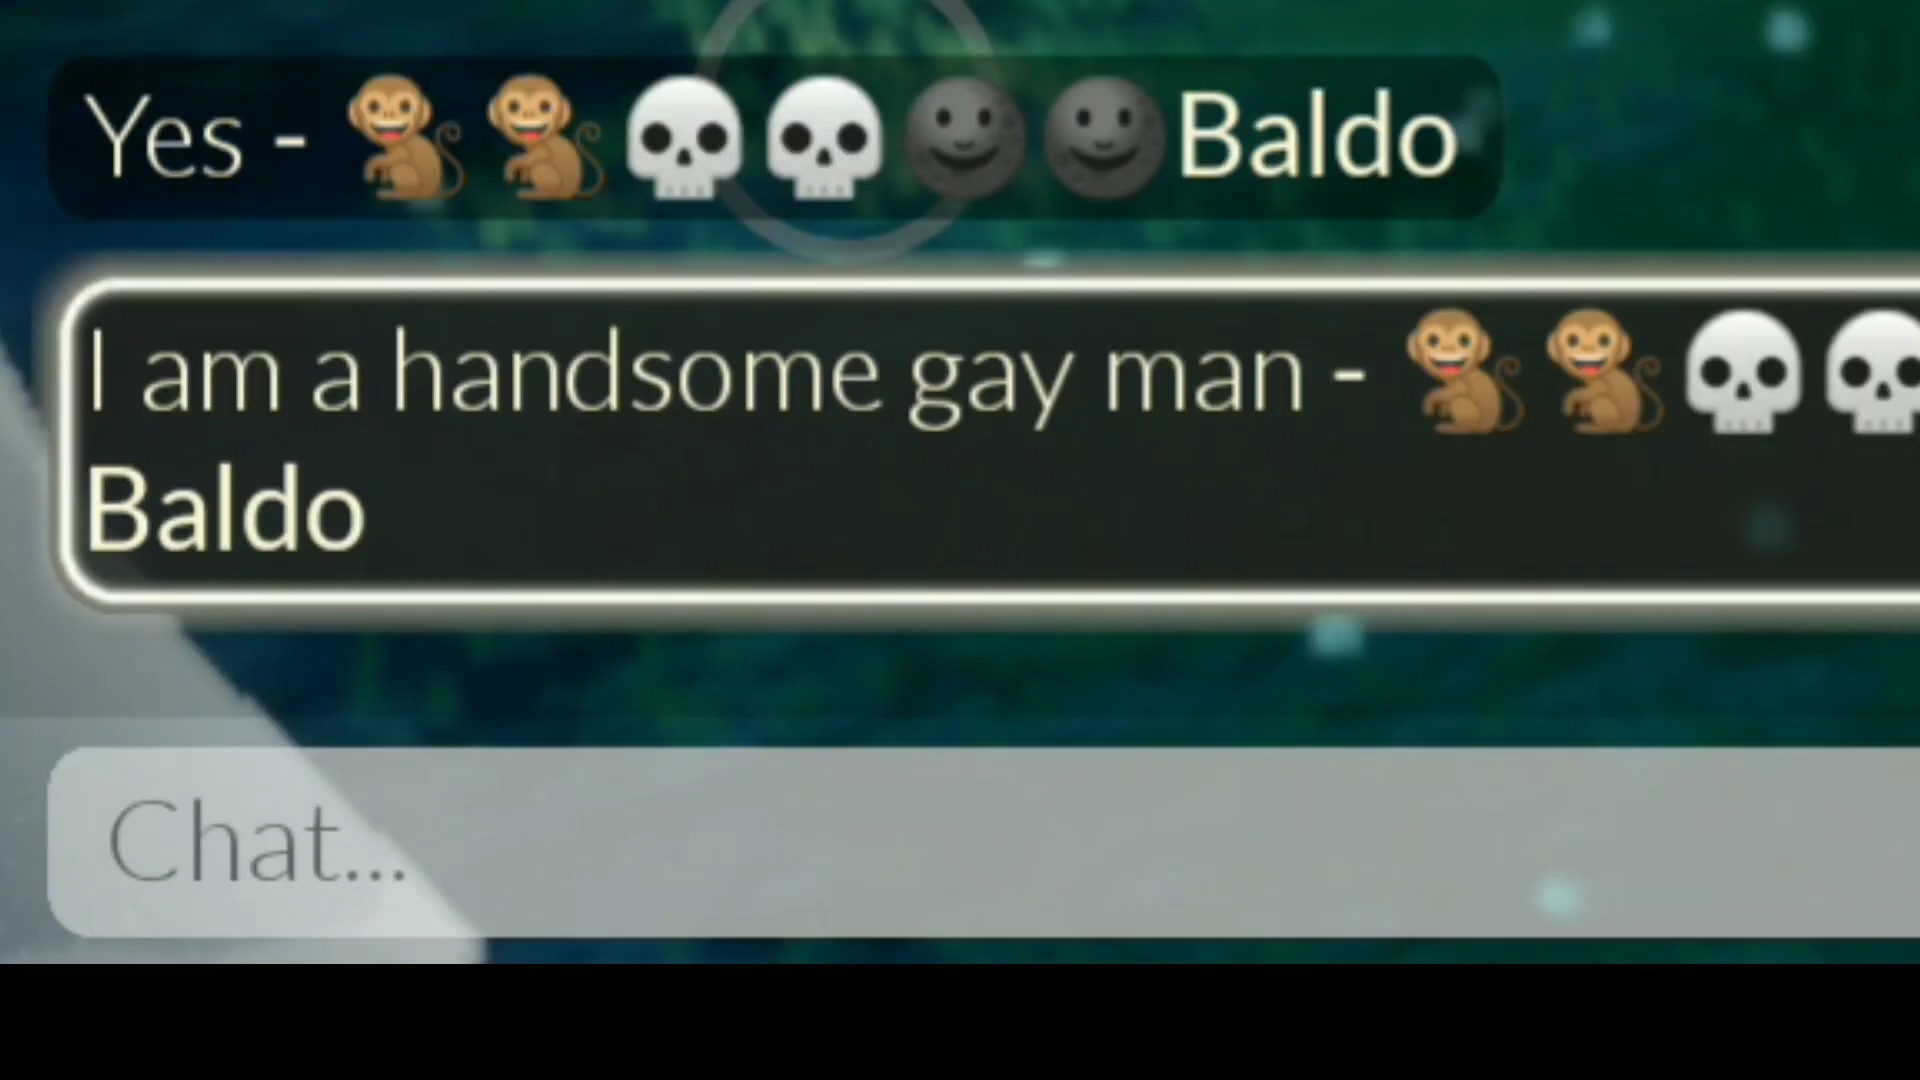 Yes - 🐒🐒💀💀🌚🌚Baldo
I am a handsome gay man - 🐒🐒💀💀
Baldo
Chat...